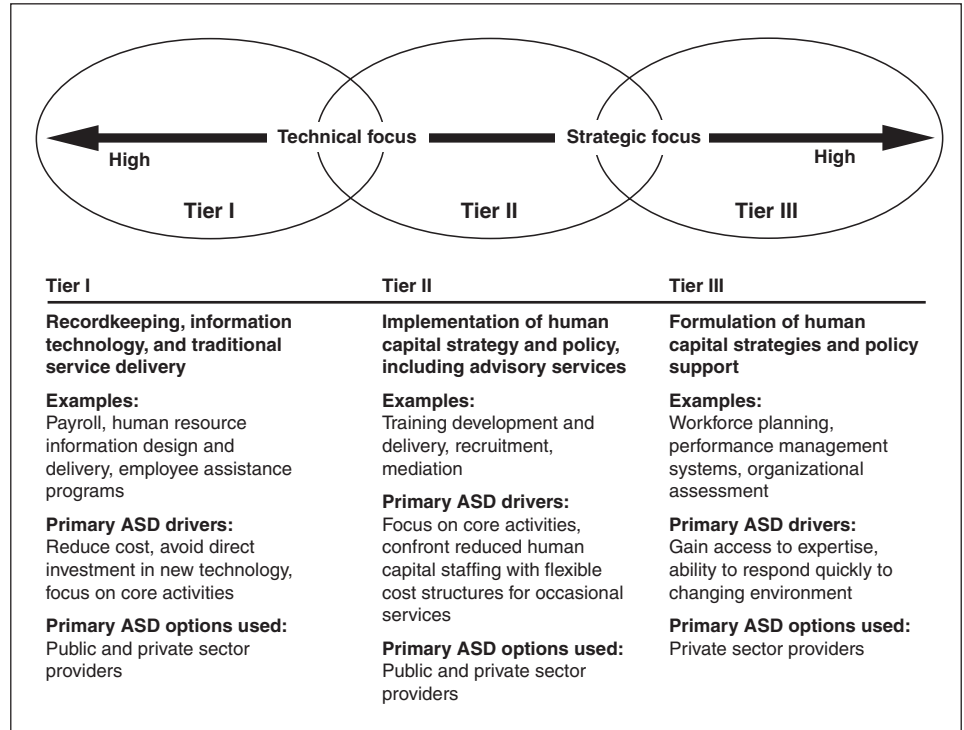 Technical focus
Strategic focus
High
High
Tier I
Tier II
Tier III
Tier I
Recordkeeping, information
technology, and traditional
service delivery
Examples:
Payroll, human resource
information design and
delivery, employee assistance
programs
Primary ASD drivers:
Reduce cost, avoid direct
investment in new technology,
focus on core activities
Primary ASD options used:
Public and private sector
providers
Tier II
Implementation of human
capital strategy and policy,
including advisory services
Examples:
Training development and
delivery, recruitment,
mediation
Primary ASD drivers:
Focus on core activities,
confront reduced human
capital staffing with flexible
cost structures for occasional
services
Primary ASD options used:
Public and private sector
providers
Tier III
Formulation of human
capital strategies and policy
support
Examples:
Workforce planning,
performance management
systems, organizational
assessment
Primary ASD drivers:
Gain access to expertise,
ability to respond quickly to
changing environment
Primary ASD options used:
Private sector providers